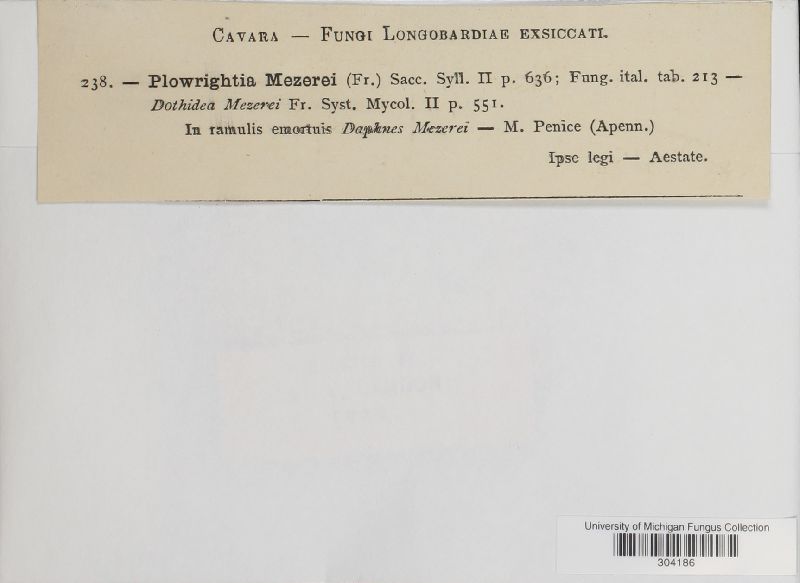 CAVARA — FUNGI LONGOBARDIAE EXSICCATI.
238. — Plowrightia Mezerei (Fr.) Sacc. Syll. II p. 636; Fung. ital. tab. 213 —
Dothidea Mezerei Fr. Syst. Mycol. II p. 551.
In ramulis emortuis Daphnes Mezerei — M. Penice (Apenn.)
Ipse legi — Aestate.
University of Michigan Fungus Collection
304186